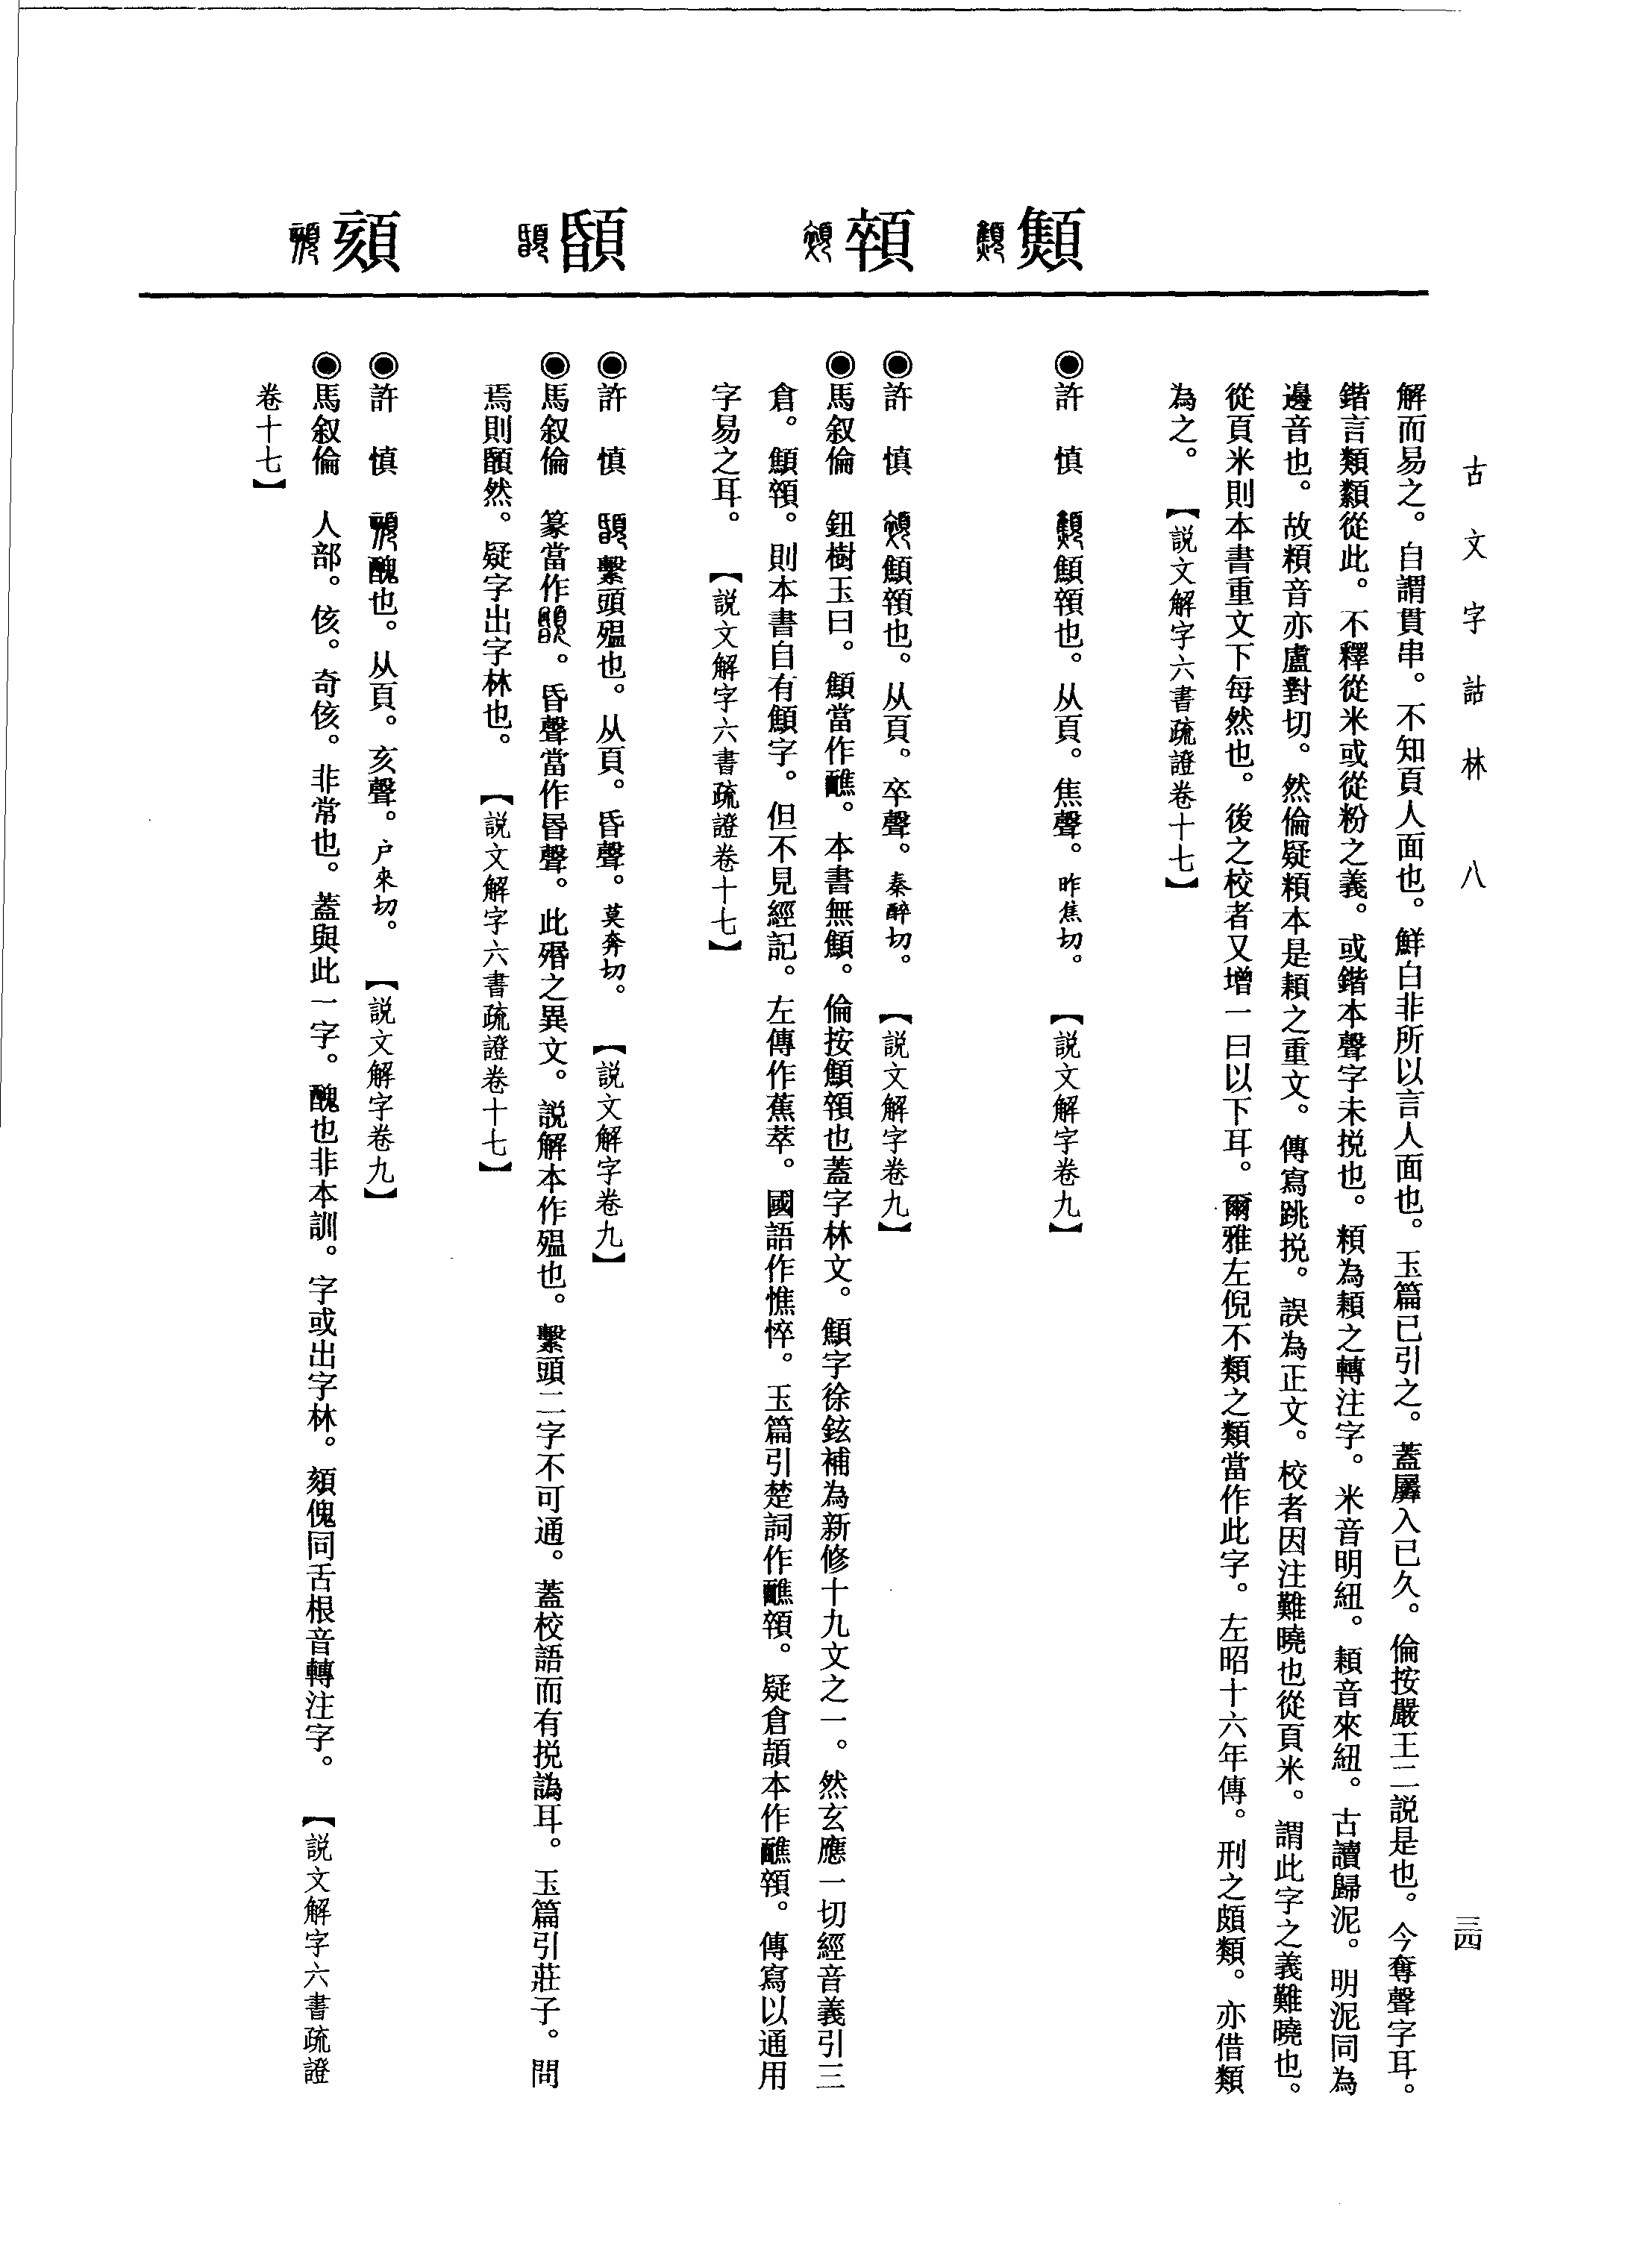 古文字詁林 八
三四
解而易之。自謂貫串。不知頁人面也。鮮白非所以言人面也。玉篇已引之。蓋羼入已久。倫按嚴王二說是也。今奪聲字耳。
鍇言類纇從此。不釋從米或從粉之義。或鍇本聲字未挩也。頪為頛之轉注字。米音明紐。頛音來紐。古讀歸泥。明泥同為
邊音也。故頪音亦盧對切。然倫疑頪本是頛之重文。傳寫跳挩。誤為正文。校者因注難曉也從頁米。謂此字之義難曉也。
從頁米則本書重文下每然也。後之校者又增一曰以下耳。爾雅左倪不類之類當作此字。左昭十六年傳。刑之頗類。亦借類
為之。【説文解字六書疏證卷十七】
顦
◉許 慎 顦顇也。从頁。焦聲。昨焦切。【説文解字卷九】
顇
◉許 慎 顦顇也。从頁。卒聲。秦醉切。【説文解字卷九】
◉馬叙倫 鈕樹玉曰。顦當作醮。本書無顦。倫按顦顇也蓋字林文。顦字徐鉉補為新修十九文之一。然玄應一切經音義引三
倉。顦顇。則本書自有顦字。但不見經記。左傳作蕉萃。國語作憔悴。玉篇引楚詞作醮顇。疑倉頡本作醮顇。傳寫以通用
字易之耳。【説文解字六書疏證卷十七】
顝
◉許 慎 繫頭殟也。从頁。昏聲。莫奔切。【説文解字卷九】
◉馬叙倫 篆當作。昏聲當作昬聲。此殙之異文。說解本作殟也。繫頭二字不可通。蓋校語而有挩譌耳。玉篇引莊子。問
焉則然。疑字出字林也。【説文解字六書疏證卷十七】
頦
◉許 慎 醜也。从頁。亥聲。户來切。【説文解字卷九】
◉馬叙倫 人部。侅。奇侅。非常也。蓋與此一字。醜也非本訓。字或出字林。頦傀同舌根音轉注字。【説文解字六書疏證
卷十七】